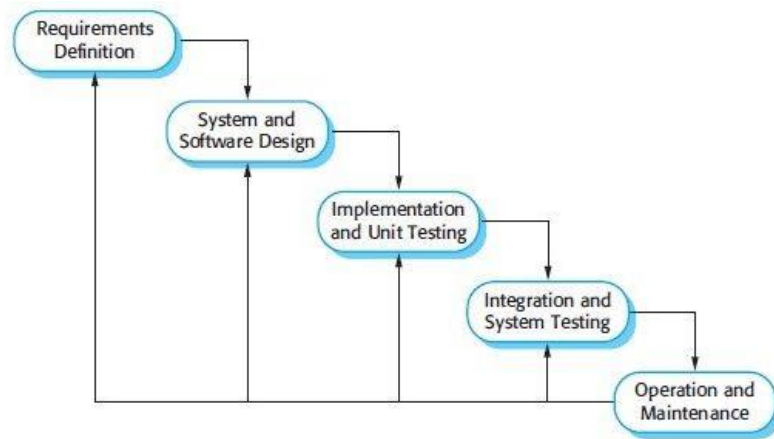 Requirements
Definition
System and
Software Design
Implementation
and Unit Testing
Integration and
System Testing
Operation and
Maintenance